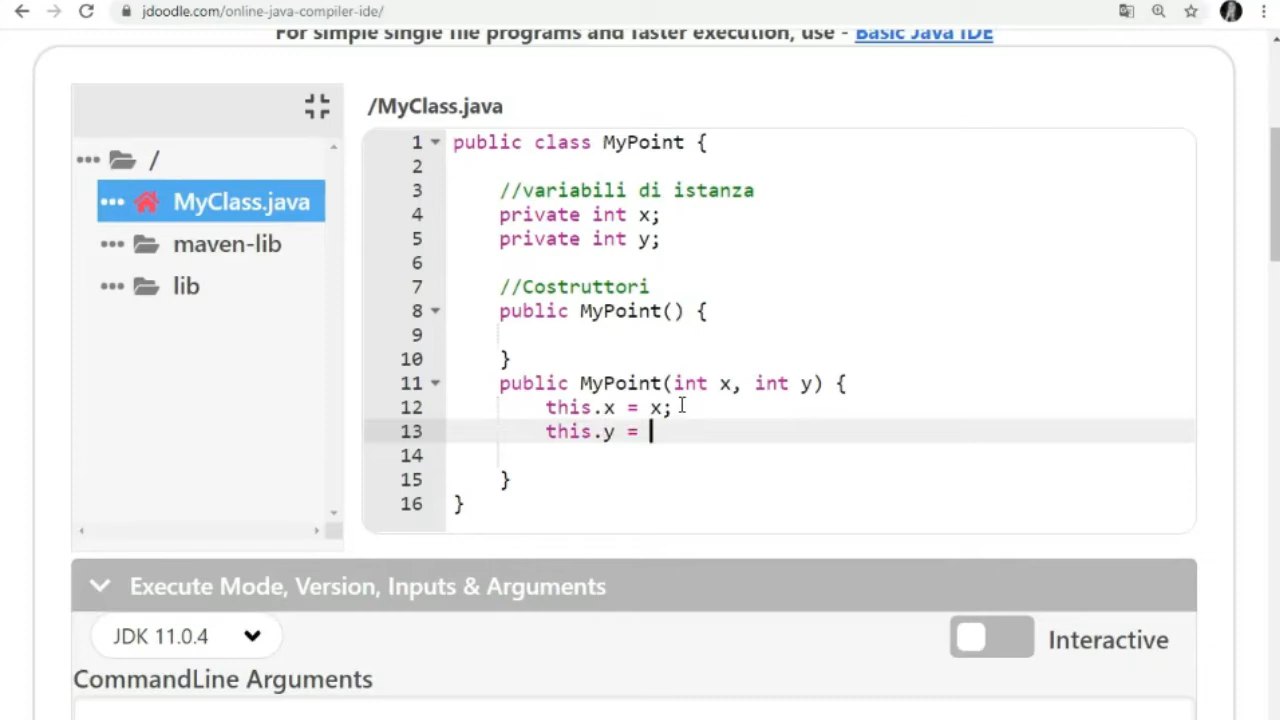 jdoodle.com/online-java-compiler-ide/
For simple single file programs and faster execution, use - Basic Java IDE
/MyClass.java
/
MyClass.java
maven-lib
lib
1 public class MyPoint {
2
3 //variabili di istanza
4 private int x;
5 private int y;
6
7 //Costruttori
8 public MyPoint() {
9
10 }
11 public MyPoint(int x, int y) {
12 this.x = x;
13 this.y =
14
15 }
16 }
Execute Mode, Version, Inputs & Arguments
JDK 11.0.4
Interactive
CommandLine Arguments